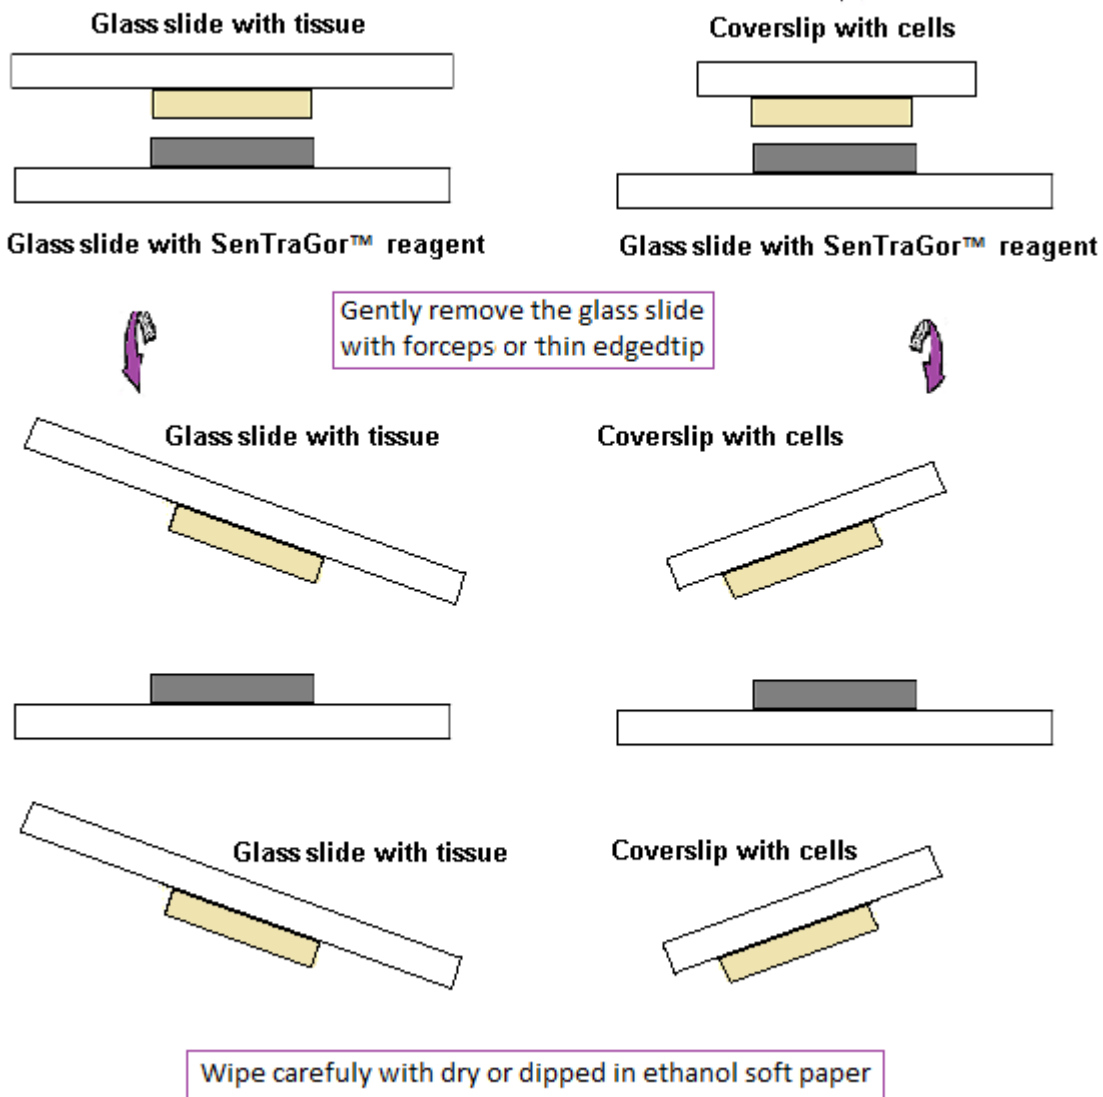 Glass slide with tissue
Coverslip with cells
Glass slide with SenTraGor™ reagent
Glass slide with SenTraGor™ reagent
Gently remove the glass slide
with forceps or thin edgedtip
Glass slide with tissue
Coverslip with cells
Glass slide with tissue
Coverslip with cells
Wipe carefuly with dry or dipped in ethanol soft paper